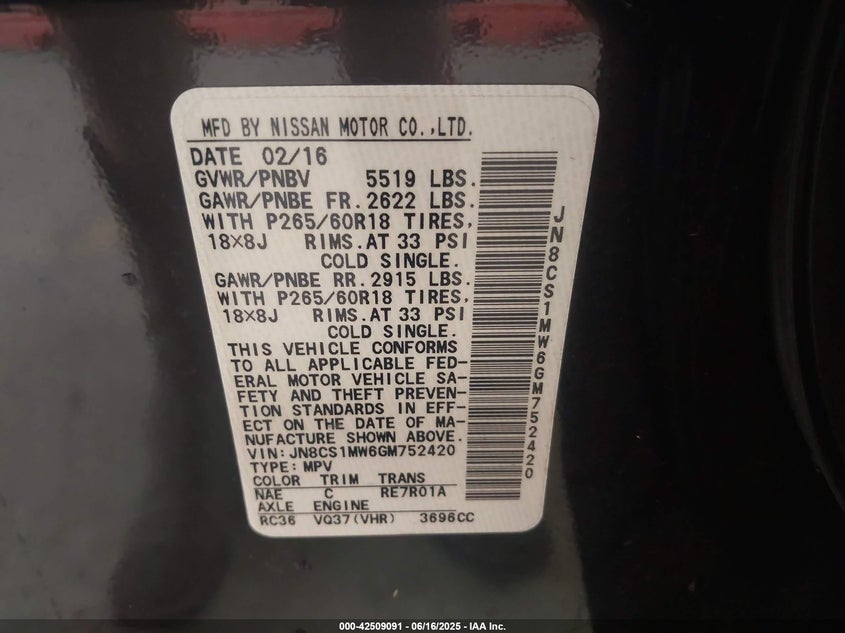 MFD BY NISSAN MOTOR CO.,LTD.
DATE 02/16
GVWR/PNBV 5519 LBS.
GAWR/PNBE FR.2622 LBS.
WITH P265/60R18 TIRES,
18×8J RIMS.AT 33 PSI
COLD SINGLE.
GAWR/PNBE RR.2915 LBS.
WITH P265/60R18 TIRES,
18×8J RIMS.AT 33 PSI
COLD SINGLE.
THIS VEHICLE CONFORMS
TO ALL APPLICABLE FED-
ERAL MOTOR VEHICLE SA-
FETY AND THEFT PREVEN-
TION STANDARDS IN EFF-
ECT ON THE DATE OF MA-
NUFACTURE SHOWN ABOVE.
VIN:JN8CS1MW6GM752420
TYPE:MPV
COLOR TRIM TRANS
NAE C RE7R01A
AXLE ENGINE
RC36 VQ37(VHR) 3696CC
JN8CS1MW6GM752420
000-42509091 - 06/16/2025 - IAA Inc.